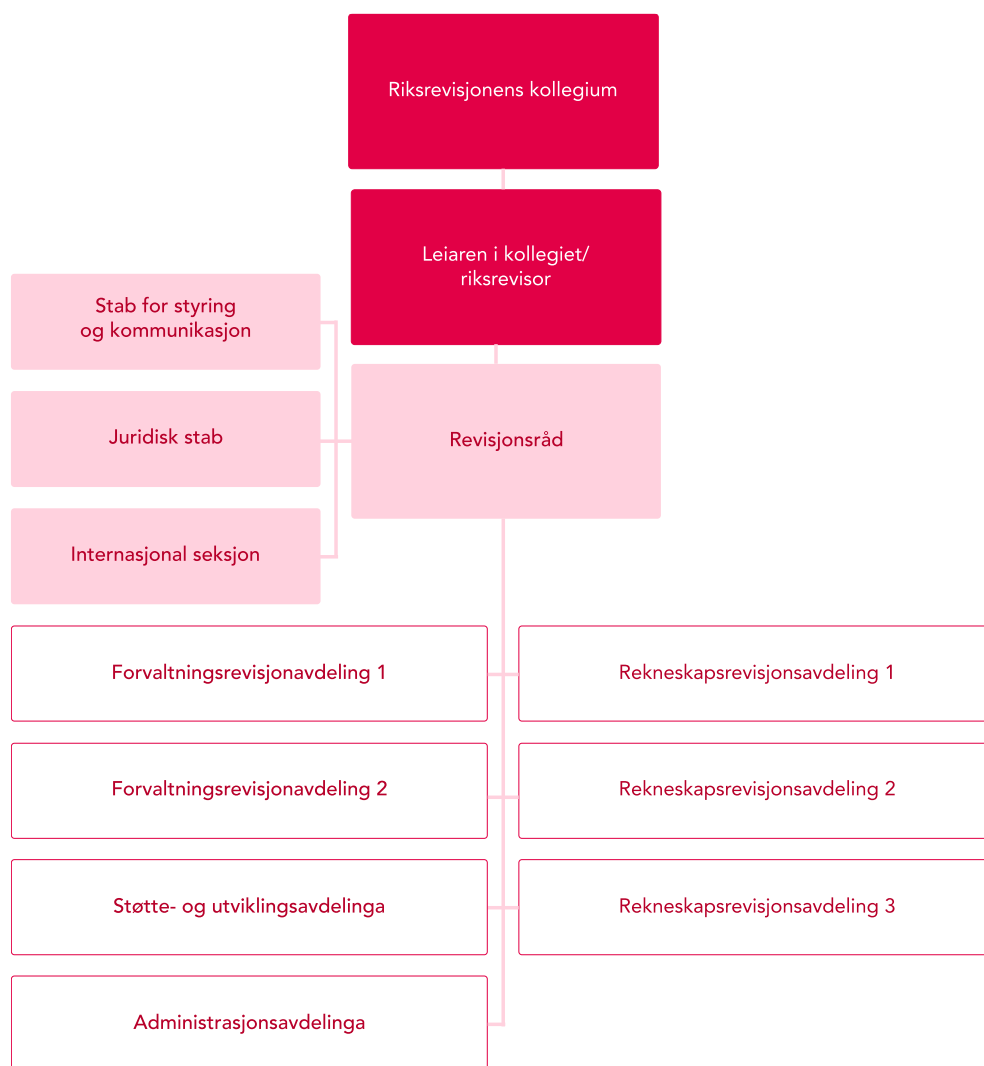 Riksrevisjonens kollegium
Leiaren i kollegiet/
riksrevisor
Stab for styring
og kommunikasjon
Juridisk stab
Revisjonsråd
Internasjonal seksjon
Forvaltningsrevisjonavdeling 1
Rekneskapsrevisjonsavdeling 1
Forvaltningsrevisjonavdeling 2
Rekneskapsrevisjonsavdeling 2
Støtte- og utviklingsavdelinga
Rekneskapsrevisjonsavdeling 3
Administrasjonsavdelinga